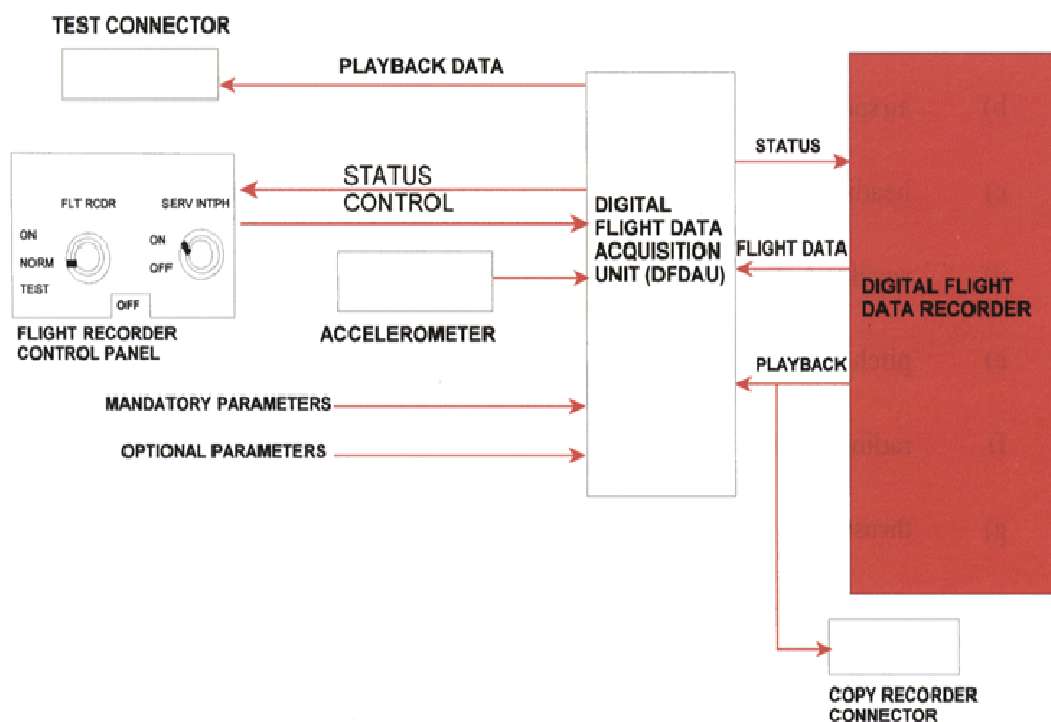 TEST CONNECTOR
PLAYBACK DATA
STATUS
STATUS
CONTROL
FLT RCDR
SERV INTPH
ON
NORM
TEST
ON
OFF
OFF
FLIGHT RECORDER
CONTROL PANEL
ACCELEROMETER
DIGITAL
FLIGHT DATA
ACQUISITION
UNIT (DFDAU)
FLIGHT DATA
DIGITAL FLIGHT
DATA RECORDER
PLAYBACK
MANDATORY PARAMETERS
OPTIONAL PARAMETERS
COPY RECORDER
CONNECTOR
b)
c)
e)
f)
g)